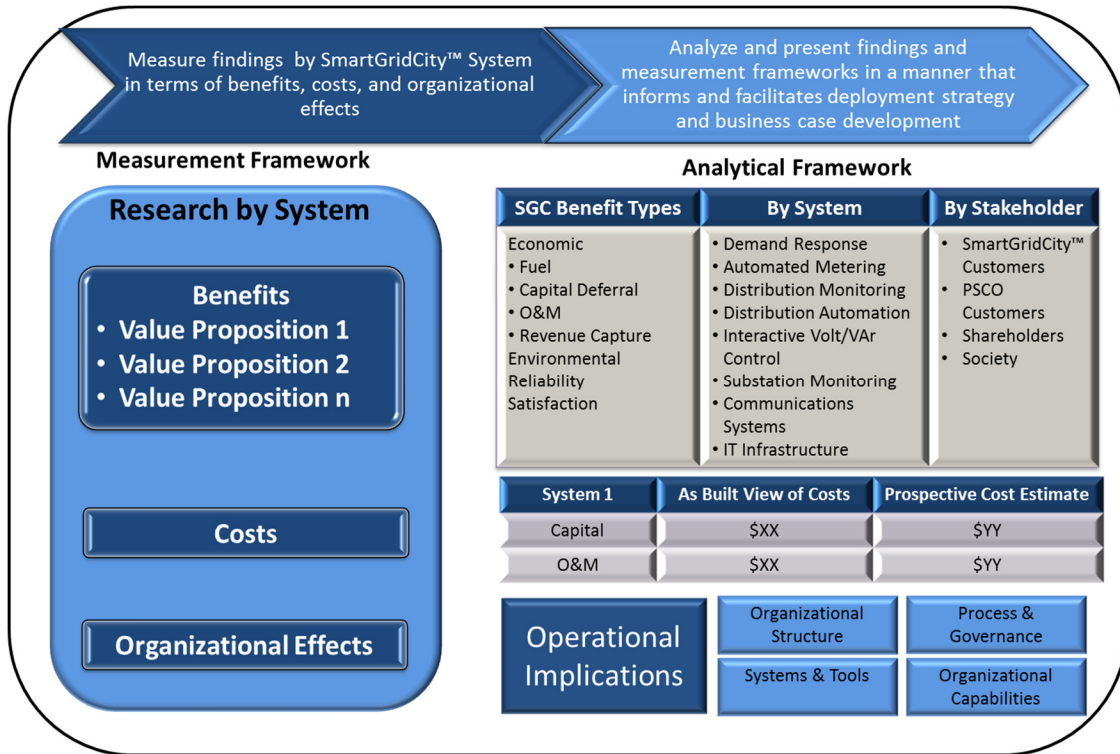 Measure findings by SmartGridCity™ System
in terms of benefits, costs, and organizational
effects
Analyze and present findings and
measurement frameworks in a manner that
informs and facilitates deployment strategy
and business case development
Measurement Framework
Research by System
Benefits
• Value Proposition 1
• Value Proposition 2
• Value Proposition n
Costs
Organizational Effects
Analytical Framework
SGC Benefit Types
Economic
• Fuel
• Capital Deferral
• O&M
• Revenue Capture
Environmental
Reliability
Satisfaction
By System
• Demand Response
• Automated Metering
• Distribution Monitoring
• Distribution Automation
• Interactive Volt/VAr
Control
• Substation Monitoring
• Communications
Systems
• IT Infrastructure
By Stakeholder
• SmartGridCity™
Customers
• PSCO
Customers
• Shareholders
• Society
System 1 As Built View of Costs Prospective Cost Estimate
Capital $XX $YY
O&M $XX $YY
Operational
Implications
Organizational
Structure
Process &
Governance
Systems & Tools
Organizational
Capabilities